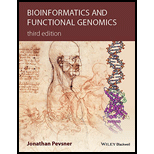 BIOINFORMATICS AND
FUNCTIONAL GENOMICS
third edition
Jonathan Pevsner
WILEY Blackwell